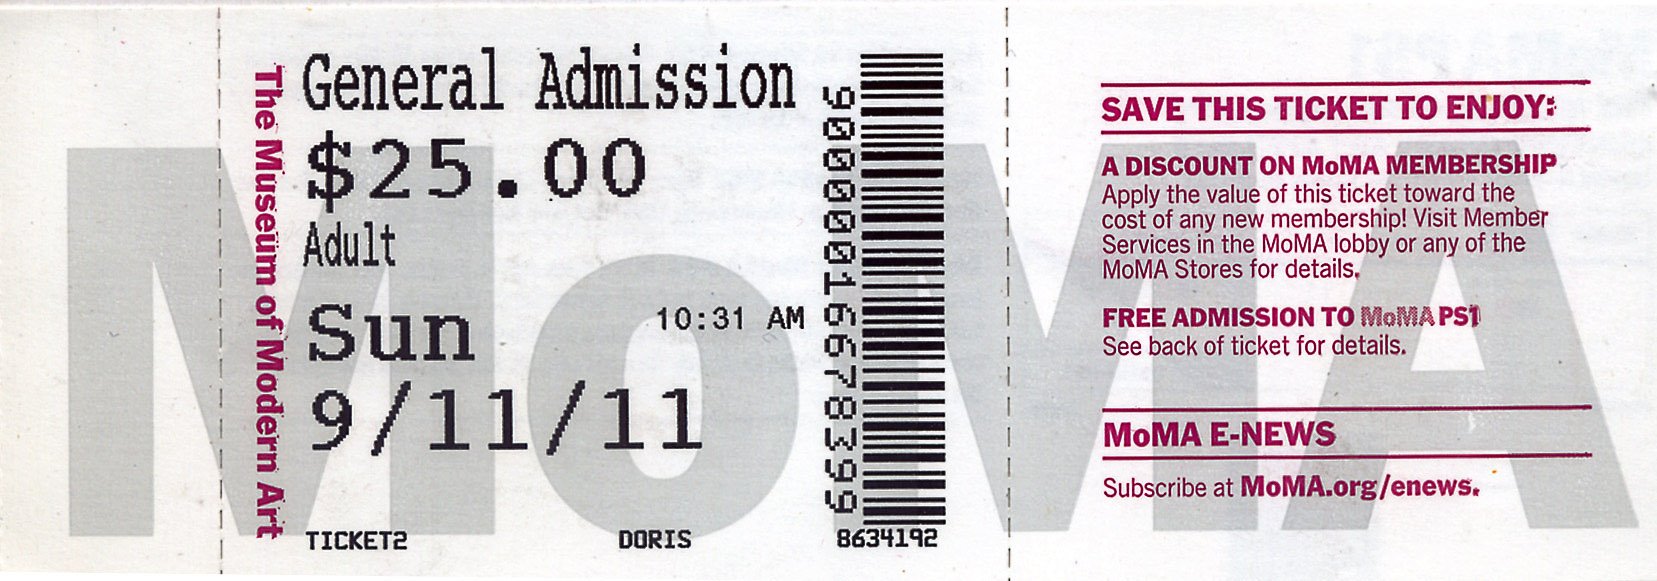 The Museum of Modern Art
General Admission
$25.00
Adult
Sun 10:31 AM
9/11/11
TICKET2 DORIS 8634192
90000016678399
MoMA
SAVE THIS TICKET TO ENJOY:
A DISCOUNT ON MoMA MEMBERSHIP
Apply the value of this ticket toward the
cost of any new membership! Visit Member
Services in the MoMA lobby or any of the
MoMA Stores for details.
FREE ADMISSION TO MoMA PS1
See back of ticket for details.
MoMA E-NEWS
Subscribe at MoMA.org/enews.